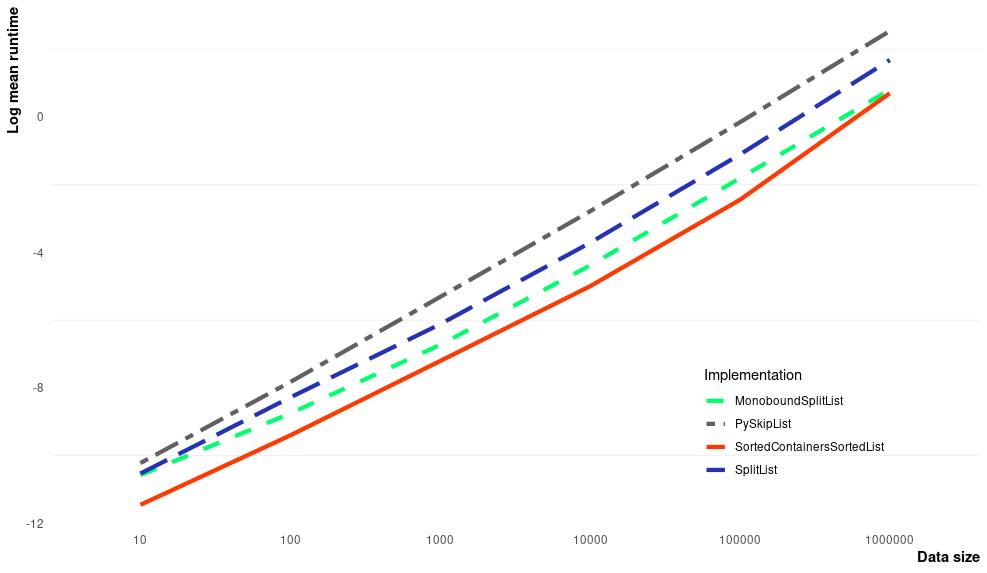 Log mean runtime
0
-4
-8
-12
Implementation
MonoboundSplitList
PySkipList
SortedContainersSortedList
SplitList
10
100
1000
10000
100000
1000000
Data size